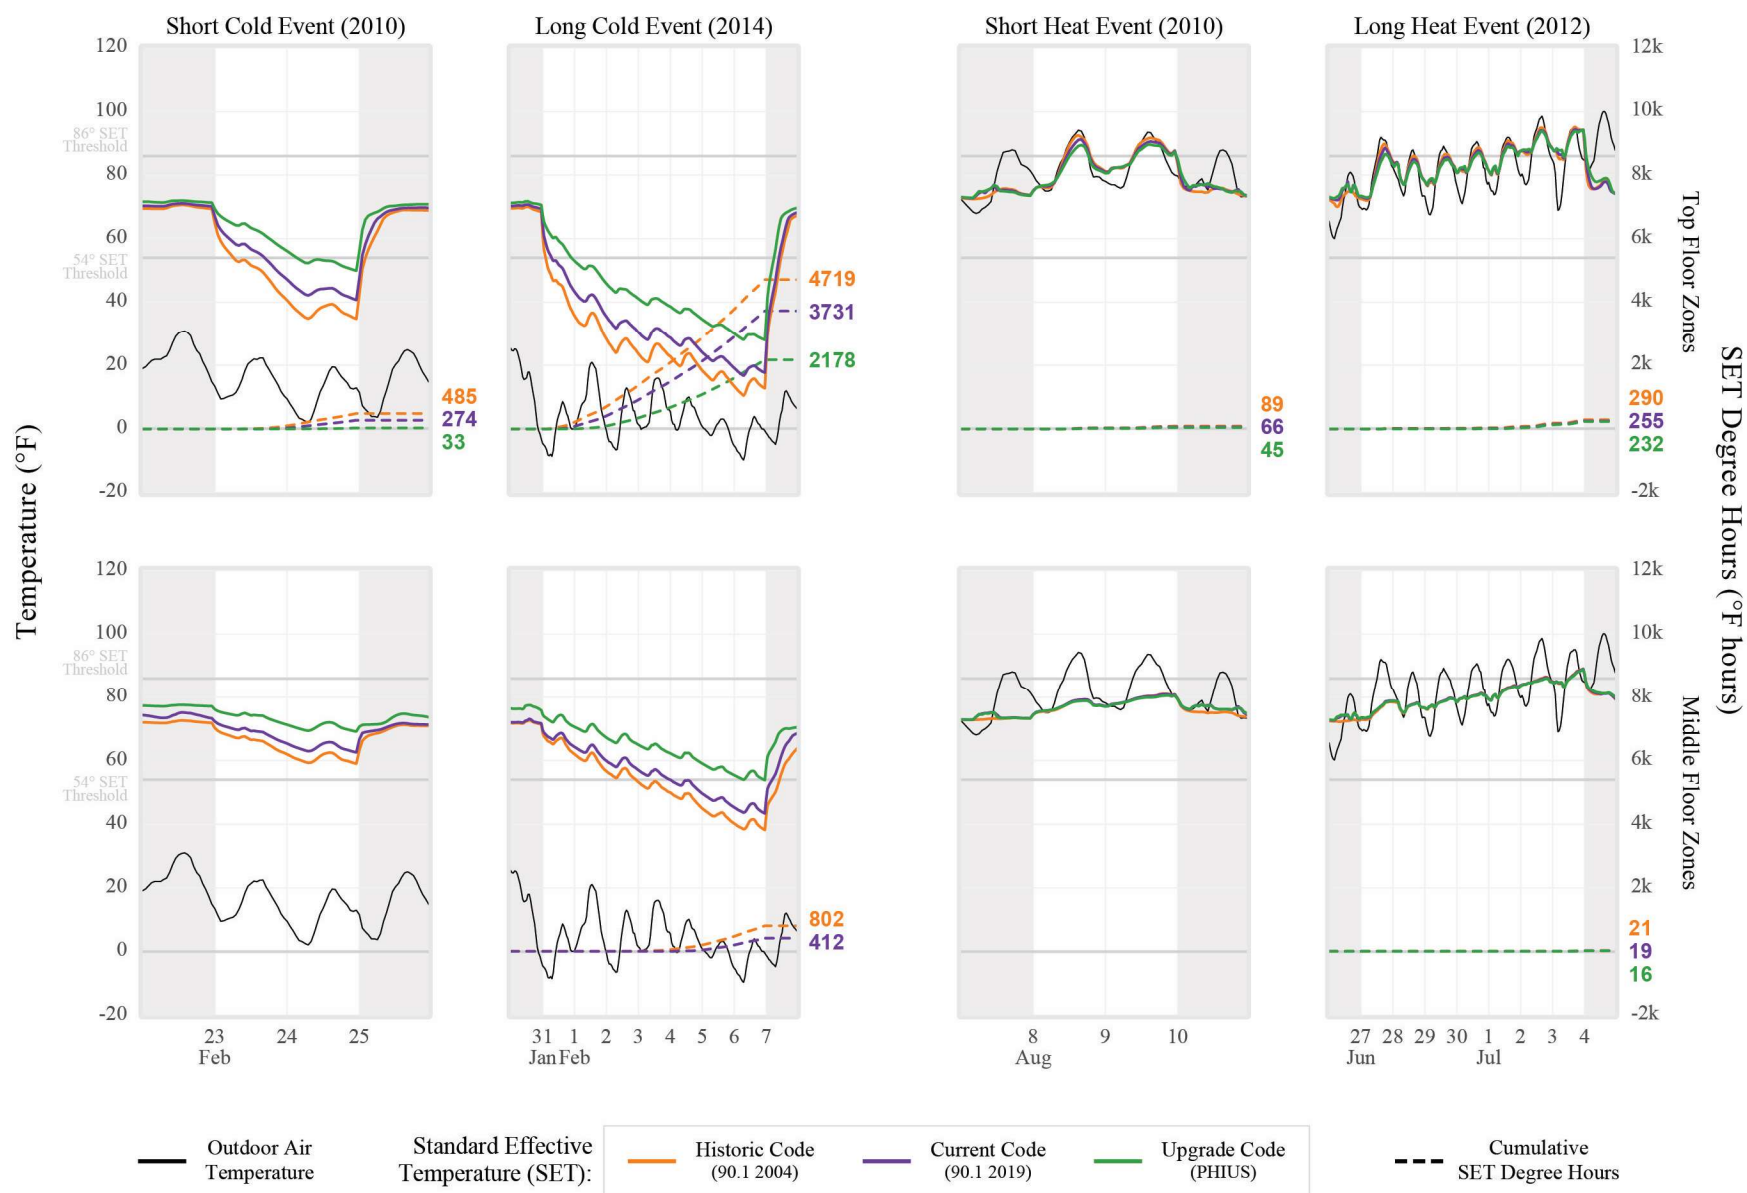 Short Cold Event (2010)
Long Cold Event (2014)
Short Heat Event (2010)
Long Heat Event (2012)
120
100
86° SET
Threshold
80
60
54° SET
Threshold
40
20
0
-20
485
274
33
4719
3731
2178
89
66
45
290
255
232
12k
10k
8k
6k
4k
2k
0
-2k
Top Floor Zones
Temperature (°F)
SET Degree Hours (°F hours)
120
100
86° SET
Threshold
80
60
54° SET
Threshold
40
20
0
-20
802
412
21
19
16
12k
10k
8k
6k
4k
2k
-2k
Middle Floor Zones
23 24 25
Feb
31 1 2 3 4 5 6 7
Jan Feb
8 9 10
Aug
27 28 29 30 1 2 3 4
Jun Jul
Outdoor Air
Temperature
Standard Effective
Temperature (SET):
Historic Code
(90.1 2004)
Current Code
(90.1 2019)
Upgrade Code
(PHIUS)
Cumulative
SET Degree Hours